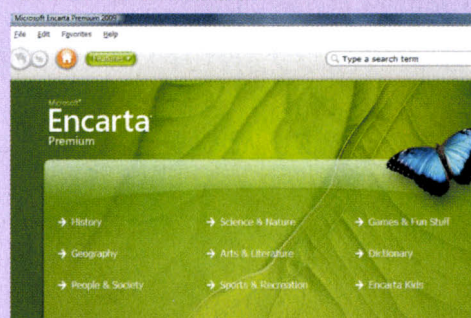 Microsoft Encarta Premium 2009
File Edit Favorites Help
Type a search term
Microsoft®
Encarta
Premium
→ History → Science & Nature → Games & Fun Stuff
→ Geography → Arts & Literature → Dictionary
→ People & Society → Sports & Recreation → Encarta Kids